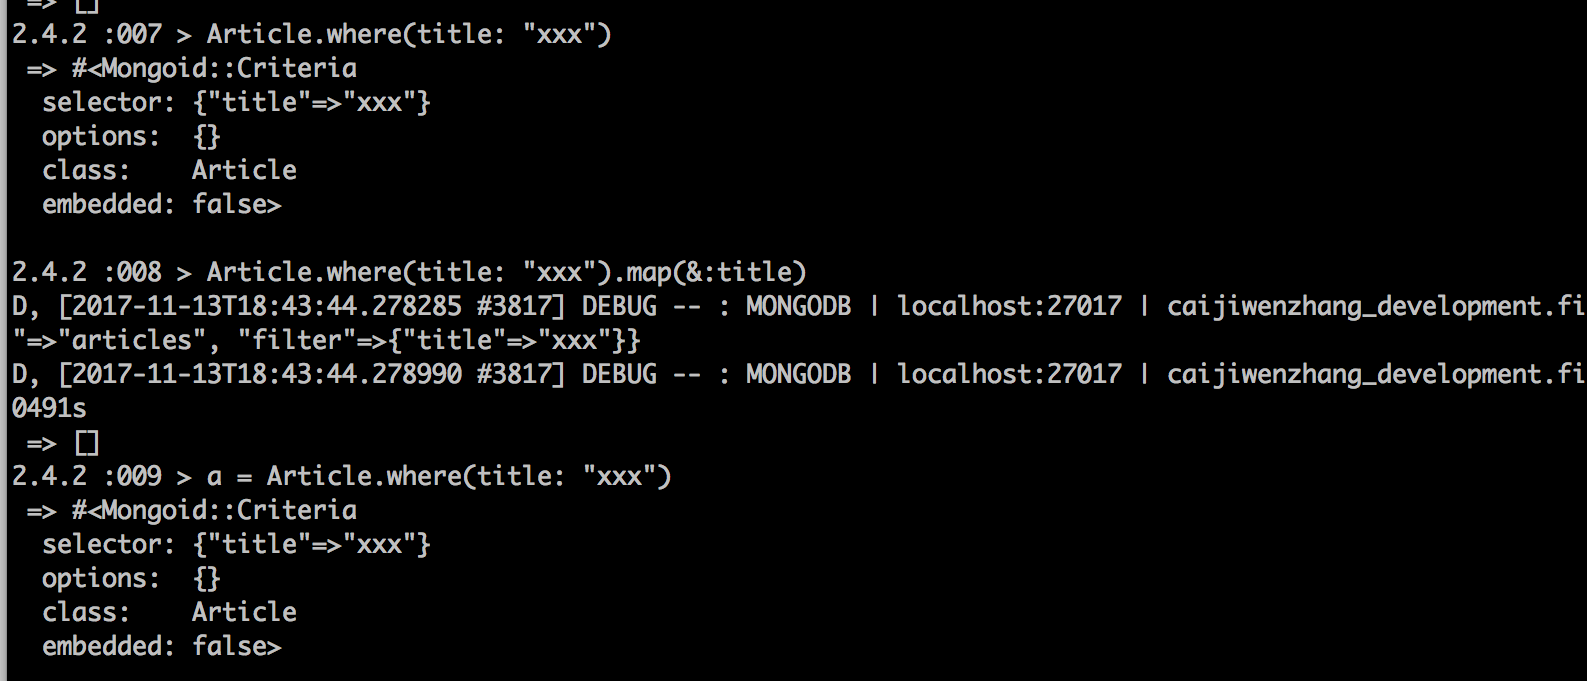 => []
2.4.2 :007 > Article.where(title: "xxx")
 => #<Mongoid::Criteria
  selector: {"title"=>"xxx"}
  options:  {}
  class:    Article
  embedded: false>

2.4.2 :008 > Article.where(title: "xxx").map(&:title)
D, [2017-11-13T18:43:44.278285 #3817] DEBUG -- : MONGODB | localhost:27017 | caijiwenzhang_development.fi
"=>"articles", "filter"=>{"title"=>"xxx"}}
D, [2017-11-13T18:43:44.278990 #3817] DEBUG -- : MONGODB | localhost:27017 | caijiwenzhang_development.fi
0491s
 => []
2.4.2 :009 > a = Article.where(title: "xxx")
 => #<Mongoid::Criteria
  selector: {"title"=>"xxx"}
  options:  {}
  class:    Article
  embedded: false>